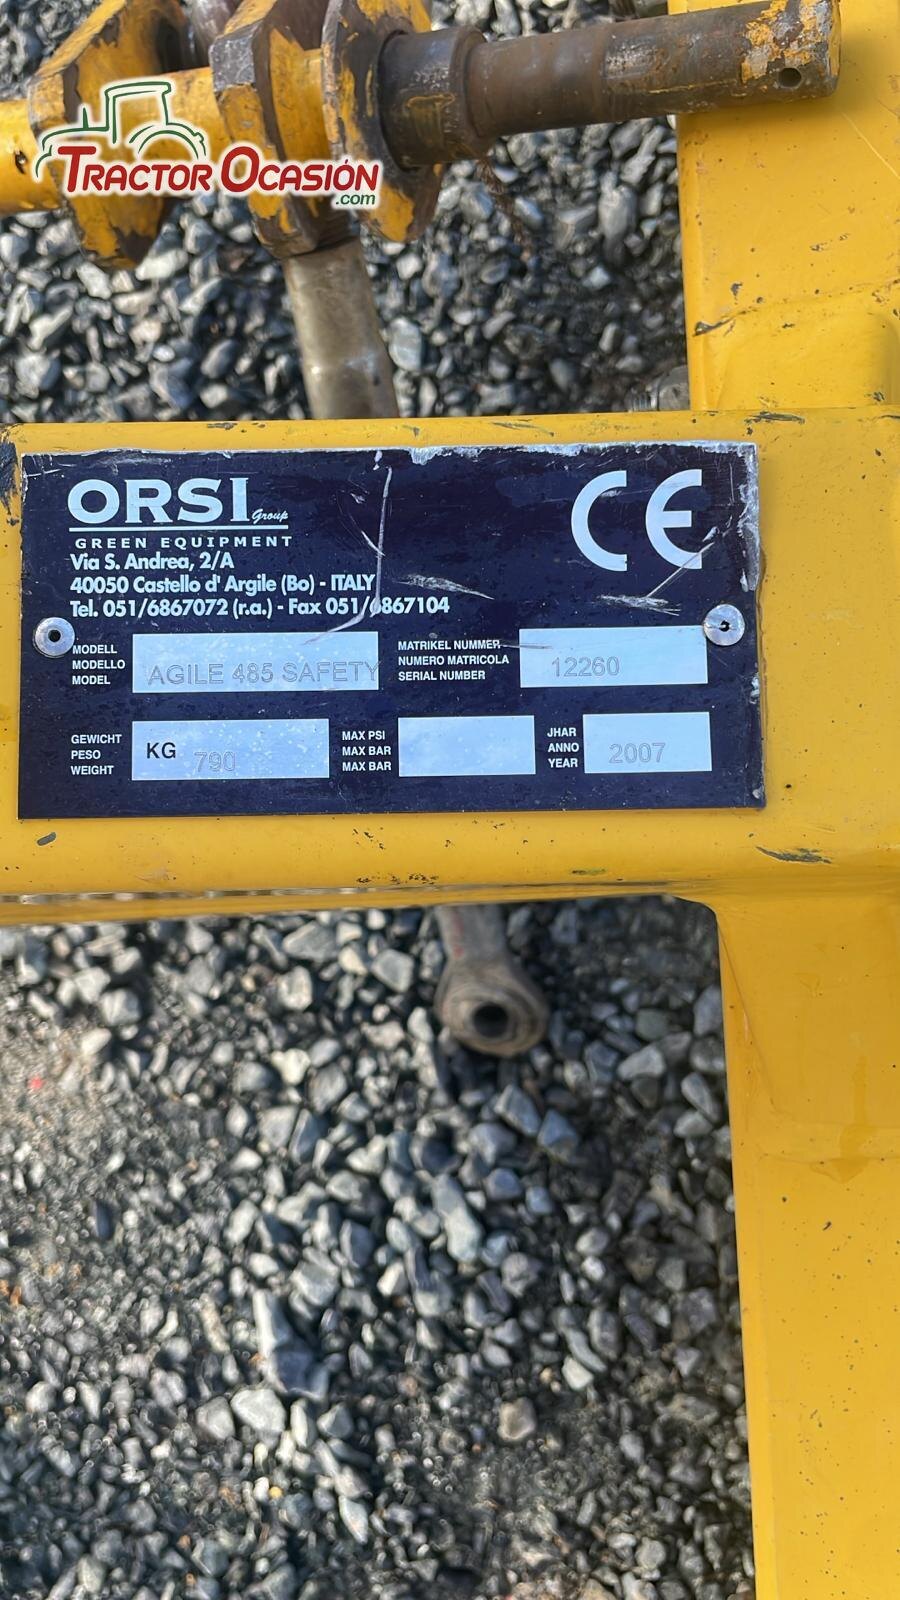 TRACTOR OCASIÓN
.com
ORSI Group
GREEN EQUIPMENT
Via S. Andrea, 2/A
40050 Castello d' Argile (Bo) - ITALY
Tel. 051/6867072 (r.a.) - Fax 051/6867104
CE
MODELL
MODELLO
MODEL
AGILE 485 SAFETY
MATRIKEL NUMMER
NUMERO MATRICOLA
SERIAL NUMBER
12260
GEWICHT
PESO
WEIGHT
KG 790
MAX PSI
MAX BAR
MAX BAR
JHAR
ANNO
YEAR
2007